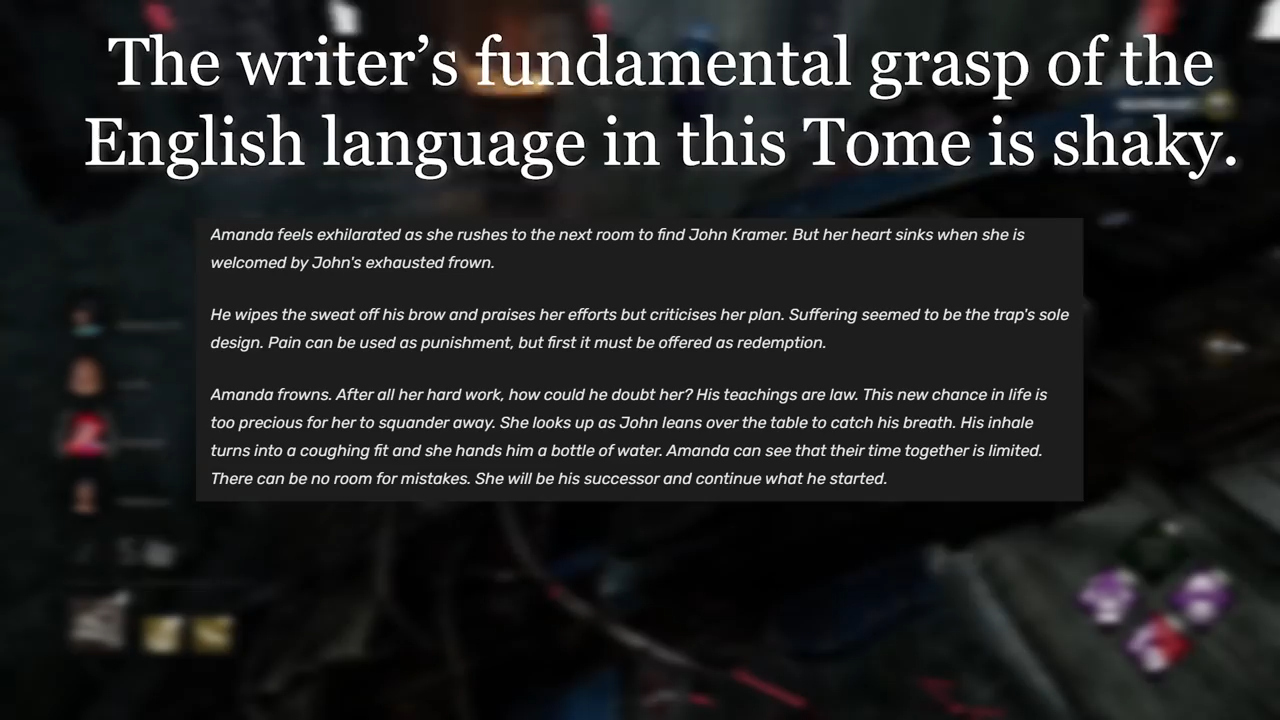 The writer’s fundamental grasp of the
English language in this Tome is shaky.
Amanda feels exhilarated as she rushes to the next room to find John Kramer. But her heart sinks when she is
welcomed by John's exhausted frown.
He wipes the sweat off his brow and praises her efforts but criticises her plan. Suffering seemed to be the trap's sole
design. Pain can be used as punishment, but first it must be offered as redemption.
Amanda frowns. After all her hard work, how could he doubt her? His teachings are law. This new chance in life is
too precious for her to squander away. She looks up as John leans over the table to catch his breath. His inhale
turns into a coughing fit and she hands him a bottle of water. Amanda can see that their time together is limited.
There can be no room for mistakes. She will be his successor and continue what he started.